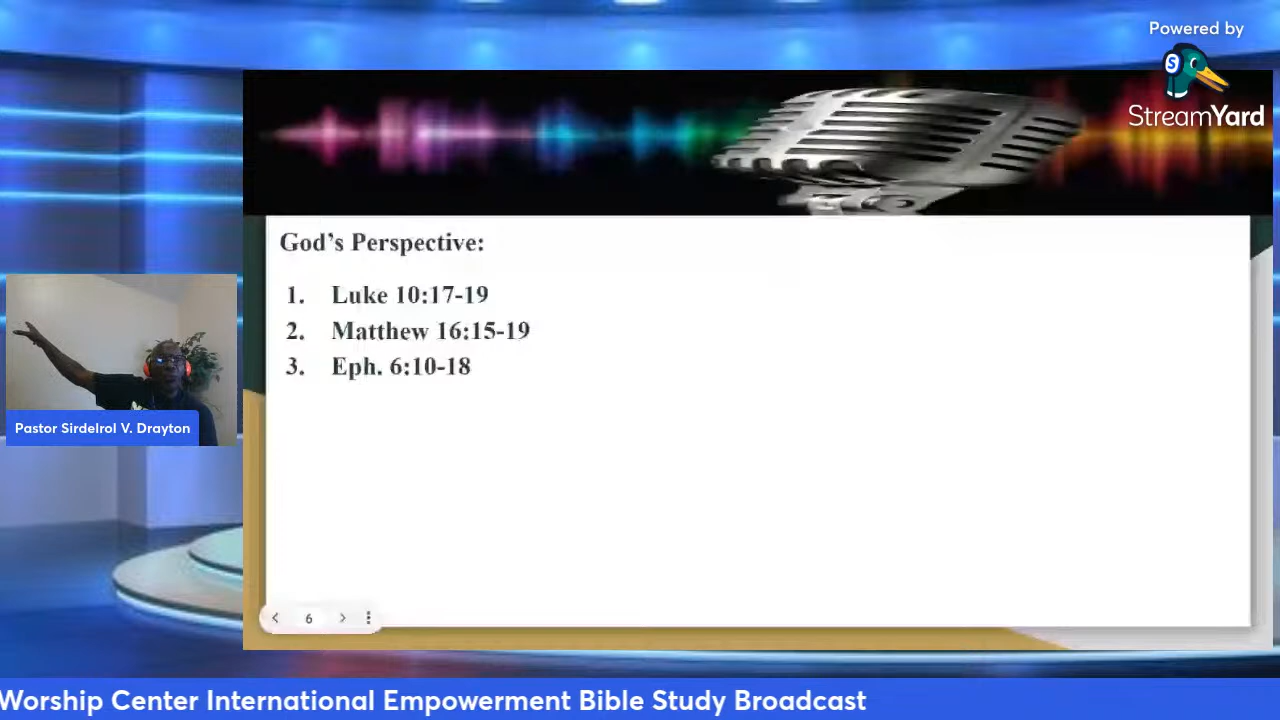 Powered by
StreamYard
God's Perspective:
1. Luke 10:17-19
2. Matthew 16:15-19
3. Eph. 6:10-18
Pastor Sirdelrol V. Drayton
6
Worship Center International Empowerment Bible Study Broadcast